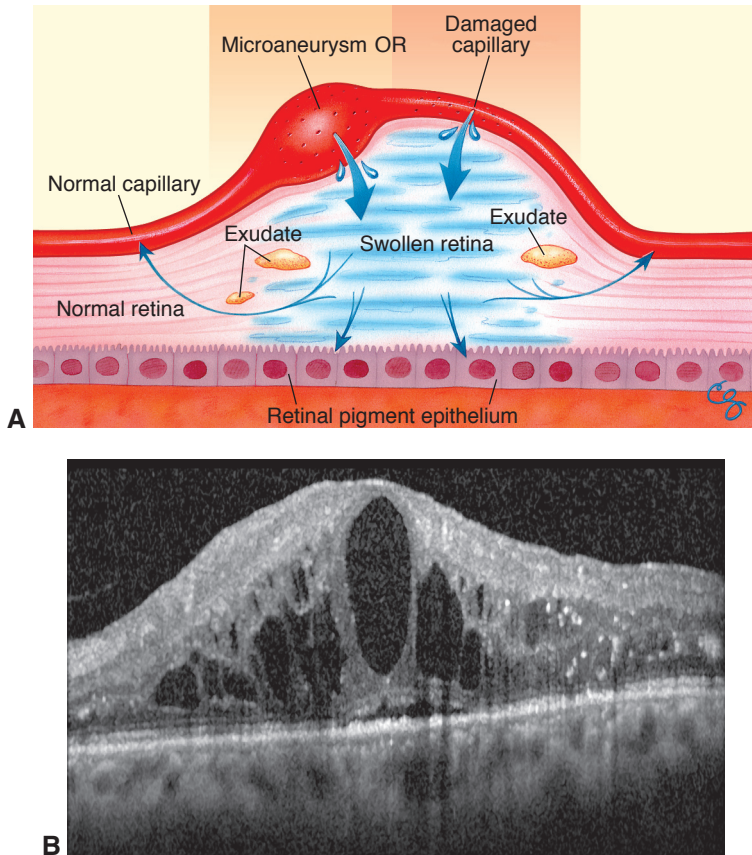 Microaneurysm OR
Damaged
capillary
Normal capillary
Exudate
Exudate
Swollen retina
Normal retina
Retinal pigment epithelium
A
B